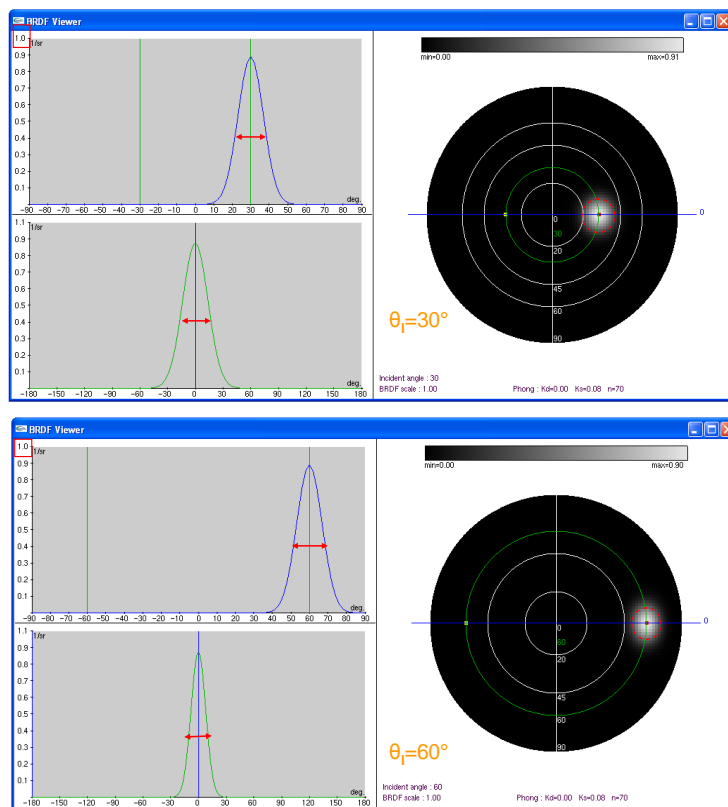 BRDF Viewer
1.0
1/sr
0.9
0.8
0.7
0.6
0.5
0.4
0.3
0.2
0.1
deg.
-90 -80 -70 -60 -50 -40 -30 -20 -10 0 10 20 30 40 50 60 70 80 90
1.1
1/sr
1.0
0.9
0.8
0.7
0.6
0.5
0.4
0.3
0.2
0.1
deg.
-180 -150 -120 -90 -60 -30 0 30 60 90 120 150 180
min=0.00 max=0.91
0
0
30
20
45
60
90
θI=30°
Incident angle : 30
BRDF scale : 1.00 Phong : Kd=0.00 Ks=0.08 n=70
BRDF Viewer
1.0
1/sr
0.9
0.8
0.7
0.6
0.5
0.4
0.3
0.2
0.1
deg.
-90 -80 -70 -60 -50 -40 -30 -20 -10 0 10 20 30 40 50 60 70 80 90
1.1
1/sr
1.0
0.9
0.8
0.7
0.6
0.5
0.4
0.3
0.2
0.1
deg.
-180 -150 -120 -90 -60 -30 0 30 60 90 120 150 180
min=0.00 max=0.90
0
0
60
20
45
60
90
θI=60°
Incident angle : 60
BRDF scale : 1.00 Phong : Kd=0.00 Ks=0.08 n=70